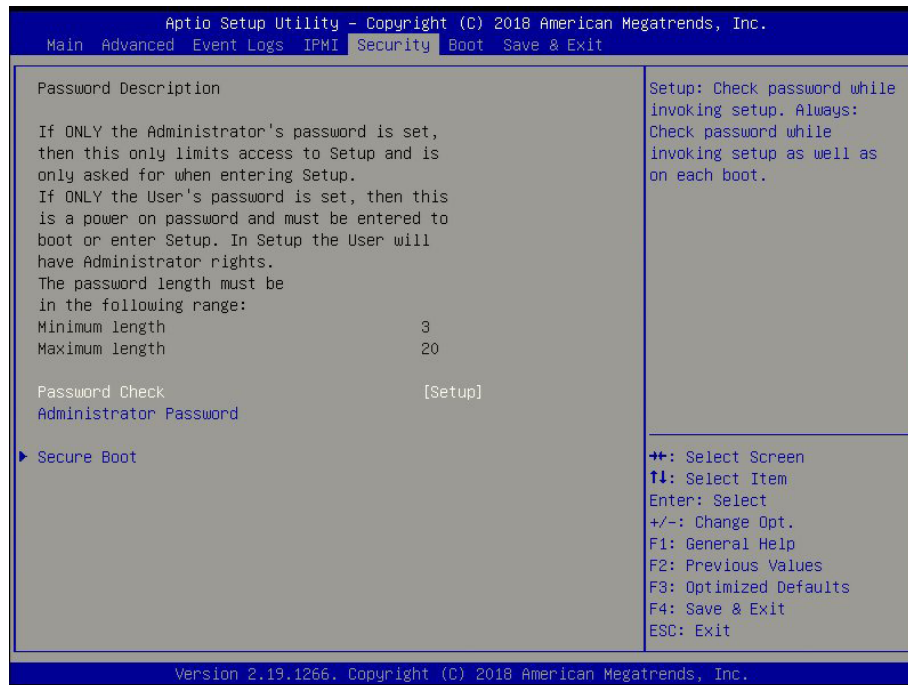 Aptio Setup Utility – Copyright (C) 2018 American Megatrends, Inc.
Main Advanced Event Logs IPMI Security Boot Save & Exit
Password Description
If ONLY the Administrator's password is set,
then this only limits access to Setup and is
only asked for when entering Setup.
If ONLY the User's password is set, then this
is a power on password and must be entered to
boot or enter Setup. In Setup the User will
have Administrator rights.
The password length must be
in the following range:
Minimum length 3
Maximum length 20
Password Check [Setup]
Administrator Password
Secure Boot
Setup: Check password while
invoking setup. Always:
Check password while
invoking setup as well as
on each boot.
→←: Select Screen
↑↓: Select Item
Enter: Select
+/-: Change Opt.
F1: General Help
F2: Previous Values
F3: Optimized Defaults
F4: Save & Exit
ESC: Exit
Version 2.19.1266. Copyright (C) 2018 American Megatrends, Inc.